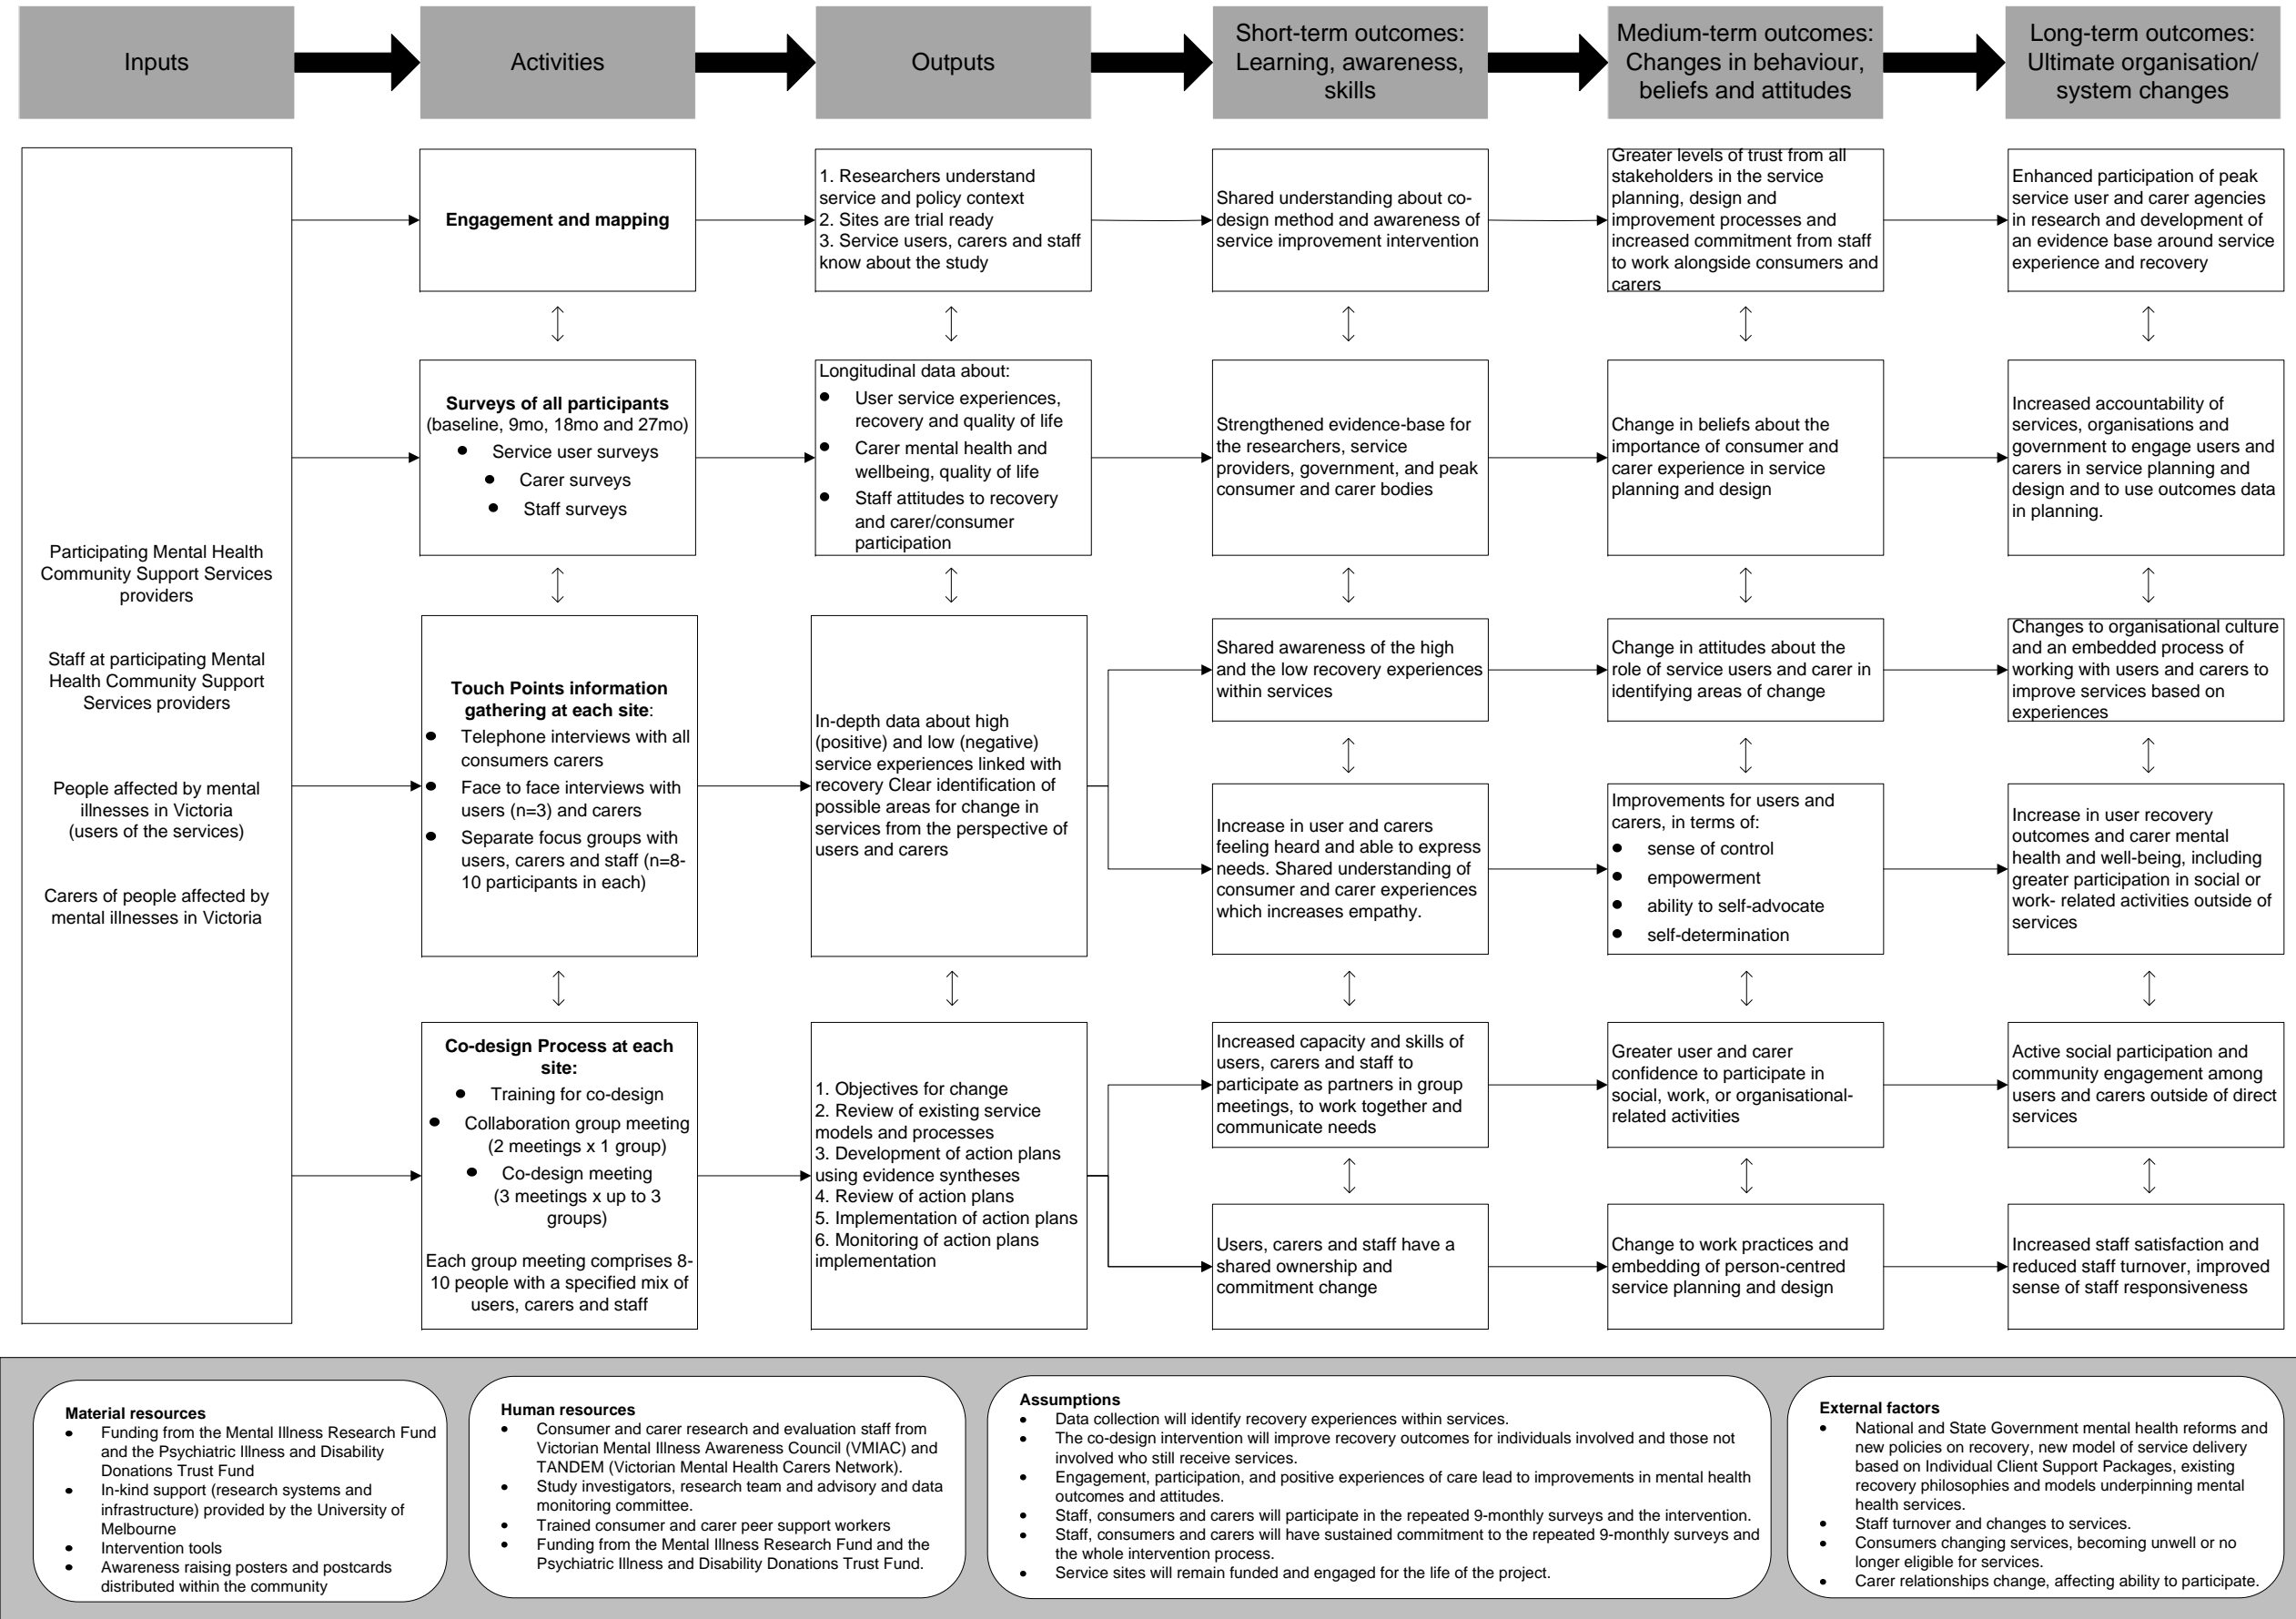 Inputs
Activities
Outputs
Short-term outcomes:
Learning, awareness,
skills
Medium-term outcomes:
Changes in behaviour,
beliefs and attitudes
Long-term outcomes:
Ultimate organisation/
system changes
Participating Mental Health
Community Support Services
providers
Staff at participating Mental
Health Community Support
Services providers
People affected by mental
illnesses in Victoria
(users of the services)
Carers of people affected by
mental illnesses in Victoria
Engagement and mapping
1. Researchers understand
service and policy context
2. Sites are trial ready
3. Service users, carers and staff
know about the study
Shared understanding about co-
design method and awareness of
service improvement intervention
Greater levels of trust from all
stakeholders in the service
planning, design and
improvement processes and
increased commitment from staff
to work alongside consumers and
carers
Enhanced participation of peak
service user and carer agencies
in research and development of
an evidence base around service
experience and recovery
Surveys of all participants
(baseline, 9mo, 18mo and 27mo)
● Service user surveys
● Carer surveys
● Staff surveys
Longitudinal data about:
● User service experiences,
recovery and quality of life
● Carer mental health and
wellbeing, quality of life
● Staff attitudes to recovery
and carer/consumer
participation
Strengthened evidence-base for
the researchers, service
providers, government, and peak
consumer and carer bodies
Change in beliefs about the
importance of consumer and
carer experience in service
planning and design
Increased accountability of
services, organisations and
government to engage users and
carers in service planning and
design and to use outcomes data
in planning.
Touch Points information
gathering at each site:
● Telephone interviews with all
consumers carers
● Face to face interviews with
users (n=3) and carers
● Separate focus groups with
users, carers and staff (n=8-
10 participants in each)
In-depth data about high
(positive) and low (negative)
service experiences linked with
recovery Clear identification of
possible areas for change in
services from the perspective of
users and carers
Shared awareness of the high
and the low recovery experiences
within services
Change in attitudes about the
role of service users and carer in
identifying areas of change
Changes to organisational culture
and an embedded process of
working with users and carers to
improve services based on
experiences
Increase in user and carers
feeling heard and able to express
needs. Shared understanding of
consumer and carer experiences
which increases empathy.
Improvements for users and
carers, in terms of:
● sense of control
● empowerment
● ability to self-advocate
● self-determination
Increase in user recovery
outcomes and carer mental
health and well-being, including
greater participation in social or
work- related activities outside of
services
Co-design Process at each
site:
● Training for co-design
● Collaboration group meeting
(2 meetings x 1 group)
● Co-design meeting
(3 meetings x up to 3
groups)
Each group meeting comprises 8-
10 people with a specified mix of
users, carers and staff
1. Objectives for change
2. Review of existing service
models and processes
3. Development of action plans
using evidence syntheses
4. Review of action plans
5. Implementation of action plans
6. Monitoring of action plans
implementation
Increased capacity and skills of
users, carers and staff to
participate as partners in group
meetings, to work together and
communicate needs
Greater user and carer
confidence to participate in
social, work, or organisational-
related activities
Active social participation and
community engagement among
users and carers outside of direct
services
Users, carers and staff have a
shared ownership and
commitment change
Change to work practices and
embedding of person-centred
service planning and design
Increased staff satisfaction and
reduced staff turnover, improved
sense of staff responsiveness
Material resources
● Funding from the Mental Illness Research Fund
and the Psychiatric Illness and Disability
Donations Trust Fund
● In-kind support (research systems and
infrastructure) provided by the University of
Melbourne
● Intervention tools
● Awareness raising posters and postcards
distributed within the community
Human resources
● Consumer and carer research and evaluation staff from
Victorian Mental Illness Awareness Council (VMIAC) and
TANDEM (Victorian Mental Health Carers Network).
● Study investigators, research team and advisory and data
monitoring committee.
● Trained consumer and carer peer support workers
● Funding from the Mental Illness Research Fund and the
Psychiatric Illness and Disability Donations Trust Fund.
Assumptions
● Data collection will identify recovery experiences within services.
● The co-design intervention will improve recovery outcomes for individuals involved and those not
involved who still receive services.
● Engagement, participation, and positive experiences of care lead to improvements in mental health
outcomes and attitudes.
● Staff, consumers and carers will participate in the repeated 9-monthly surveys and the intervention.
● Staff, consumers and carers will have sustained commitment to the repeated 9-monthly surveys and
the whole intervention process.
● Service sites will remain funded and engaged for the life of the project.
External factors
● National and State Government mental health reforms and
new policies on recovery, new model of service delivery
based on Individual Client Support Packages, existing
recovery philosophies and models underpinning mental
health services.
● Staff turnover and changes to services.
● Consumers changing services, becoming unwell or no
longer eligible for services.
● Carer relationships change, affecting ability to participate.